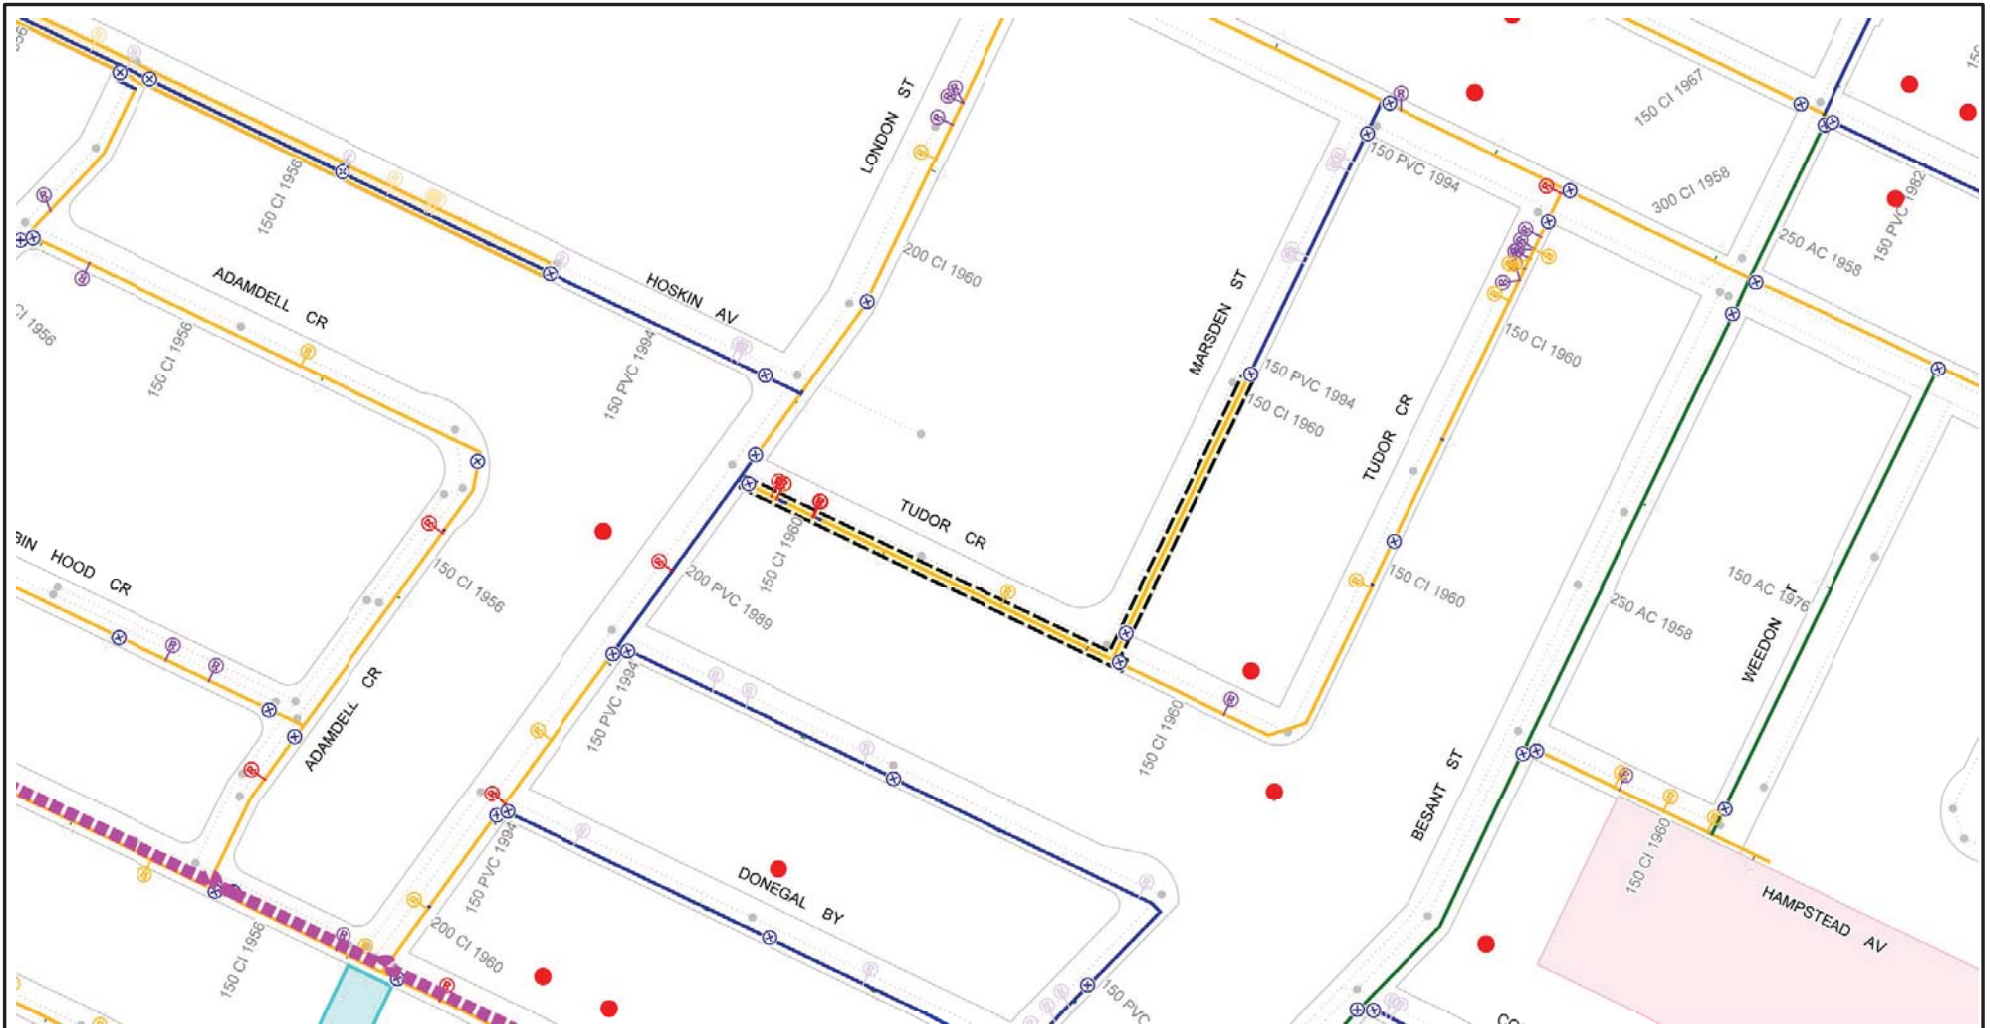 LONDON ST
150 CI 1967
150 CI 1956
150 PVC 1994
300 CI 1958
150 PVC 1982
250 AC 1958
200 CI 1960
HOSKIN AV
ADAMDELL CR
CI 1956
150 CI 1956
150 PVC 1994
MARSDEN ST
150 PVC 1994
150 CI 1960
150 CI 1960
TUDOR CR
TUDOR CR
150 CI 1960
BIN HOOD CR
150 CI 1956
200 PVC 1989
150 CI 1960
150 AC 1976
250 AC 1958
WEEDON
ADAMDELL CR
150 PVC 1994
150 CI 1960
BESANT ST
150 PVC 1994
DONEGAL BY
150 CI 1960
HAMPSTEAD AV
150 CI 1956
200 CI 1960
150 PVC